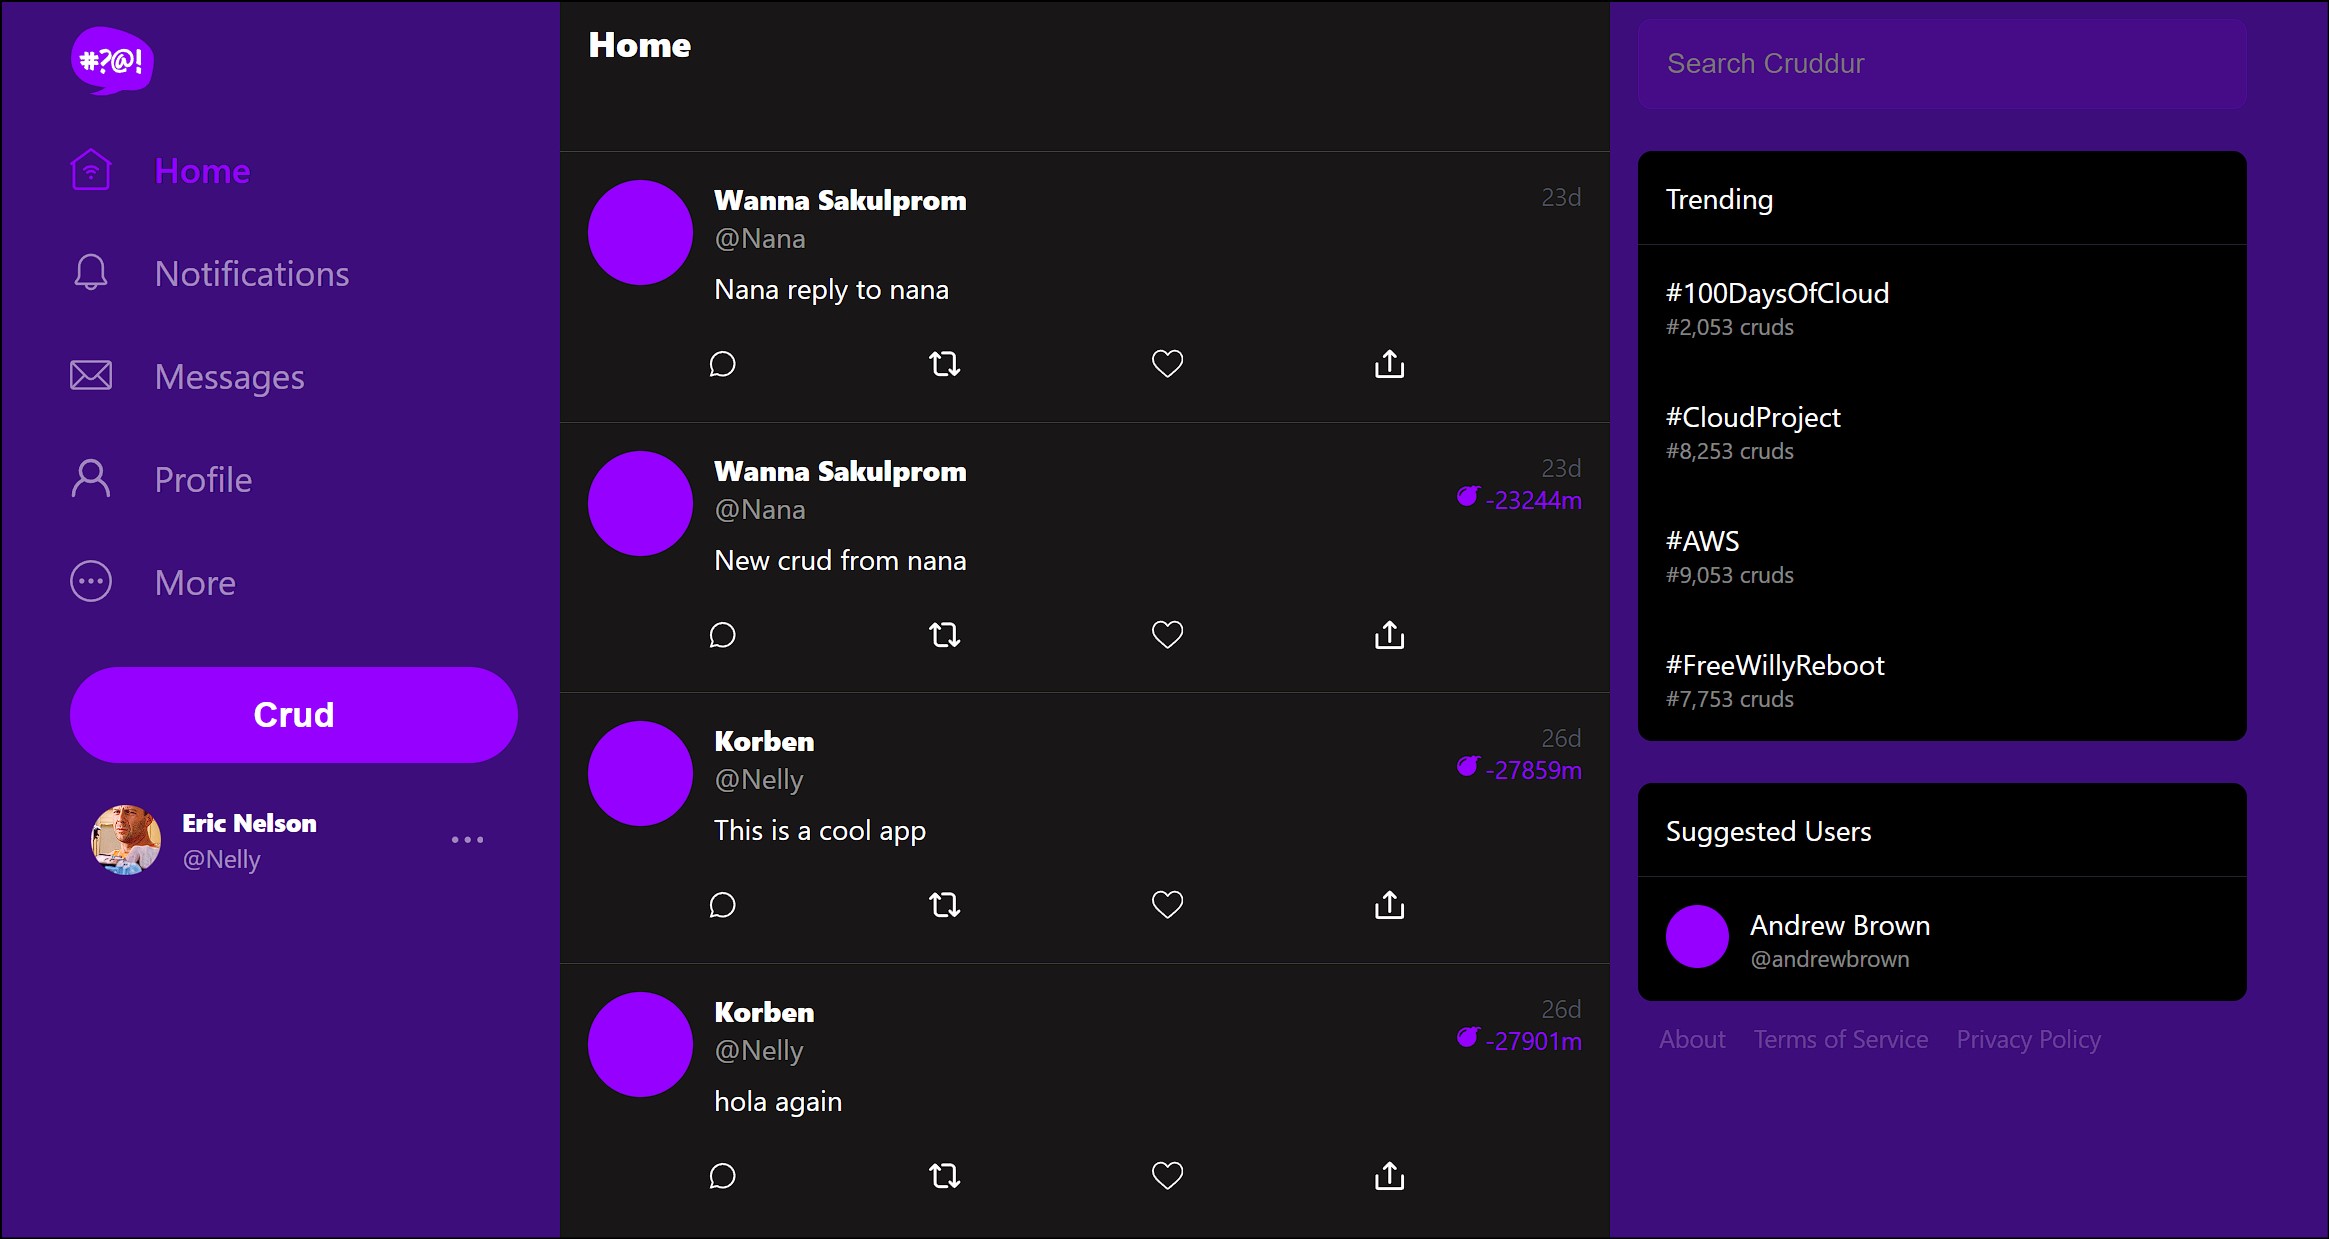 #?@!
Home
Notifications
Messages
Profile
More
Crud
Eric Nelson
@Nelly
Home
Wanna Sakulprom
@Nana
23d
Nana reply to nana
Wanna Sakulprom
@Nana
23d
-23244m
New crud from nana
Korben
@Nelly
26d
-27859m
This is a cool app
Korben
@Nelly
26d
-27901m
hola again
Search Cruddur
Trending
#100DaysOfCloud
#2,053 cruds
#CloudProject
#8,253 cruds
#AWS
#9,053 cruds
#FreeWillyReboot
#7,753 cruds
Suggested Users
Andrew Brown
@andrewbrown
About Terms of Service Privacy Policy